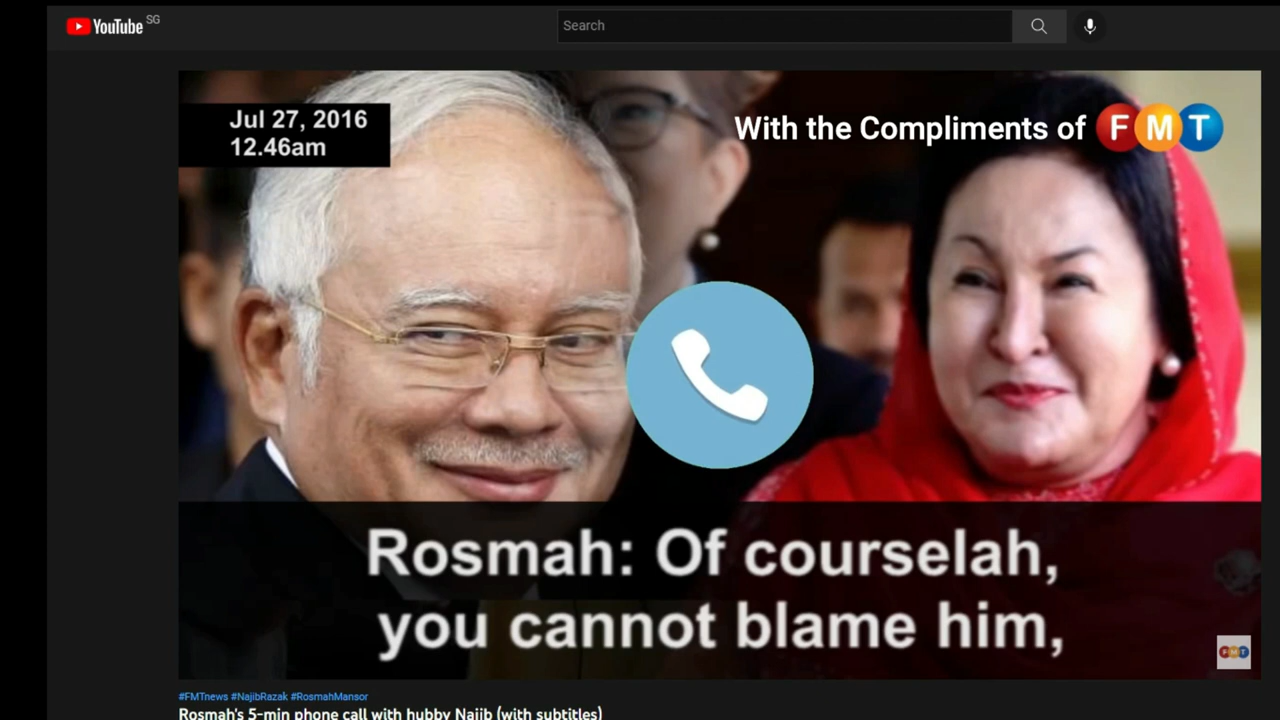 YouTube SG
Search
Jul 27, 2016
12.46am
With the Compliments of FMT
Rosmah: Of courselah,
you cannot blame him,
FMT
#FMTnews #NajibRazak #RosmahMansor
Rosmah's 5-min phone call with hubby Najib (with subtitles)